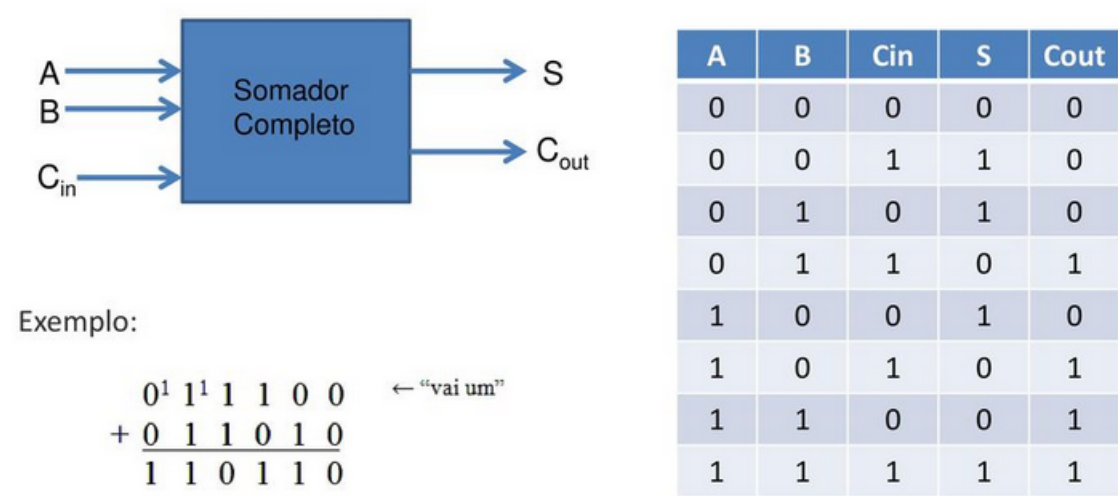 A
B
C_in
Somador
Completo
S
C_out
Exemplo:
0¹ 1¹ 1 1 0 0 ← “vai um”
+ 0 1 1 0 1 0
1 1 0 1 1 0
A B Cin S Cout
0 0 0 0 0
0 0 1 1 0
0 1 0 1 0
0 1 1 0 1
1 0 0 1 0
1 0 1 0 1
1 1 0 0 1
1 1 1 1 1